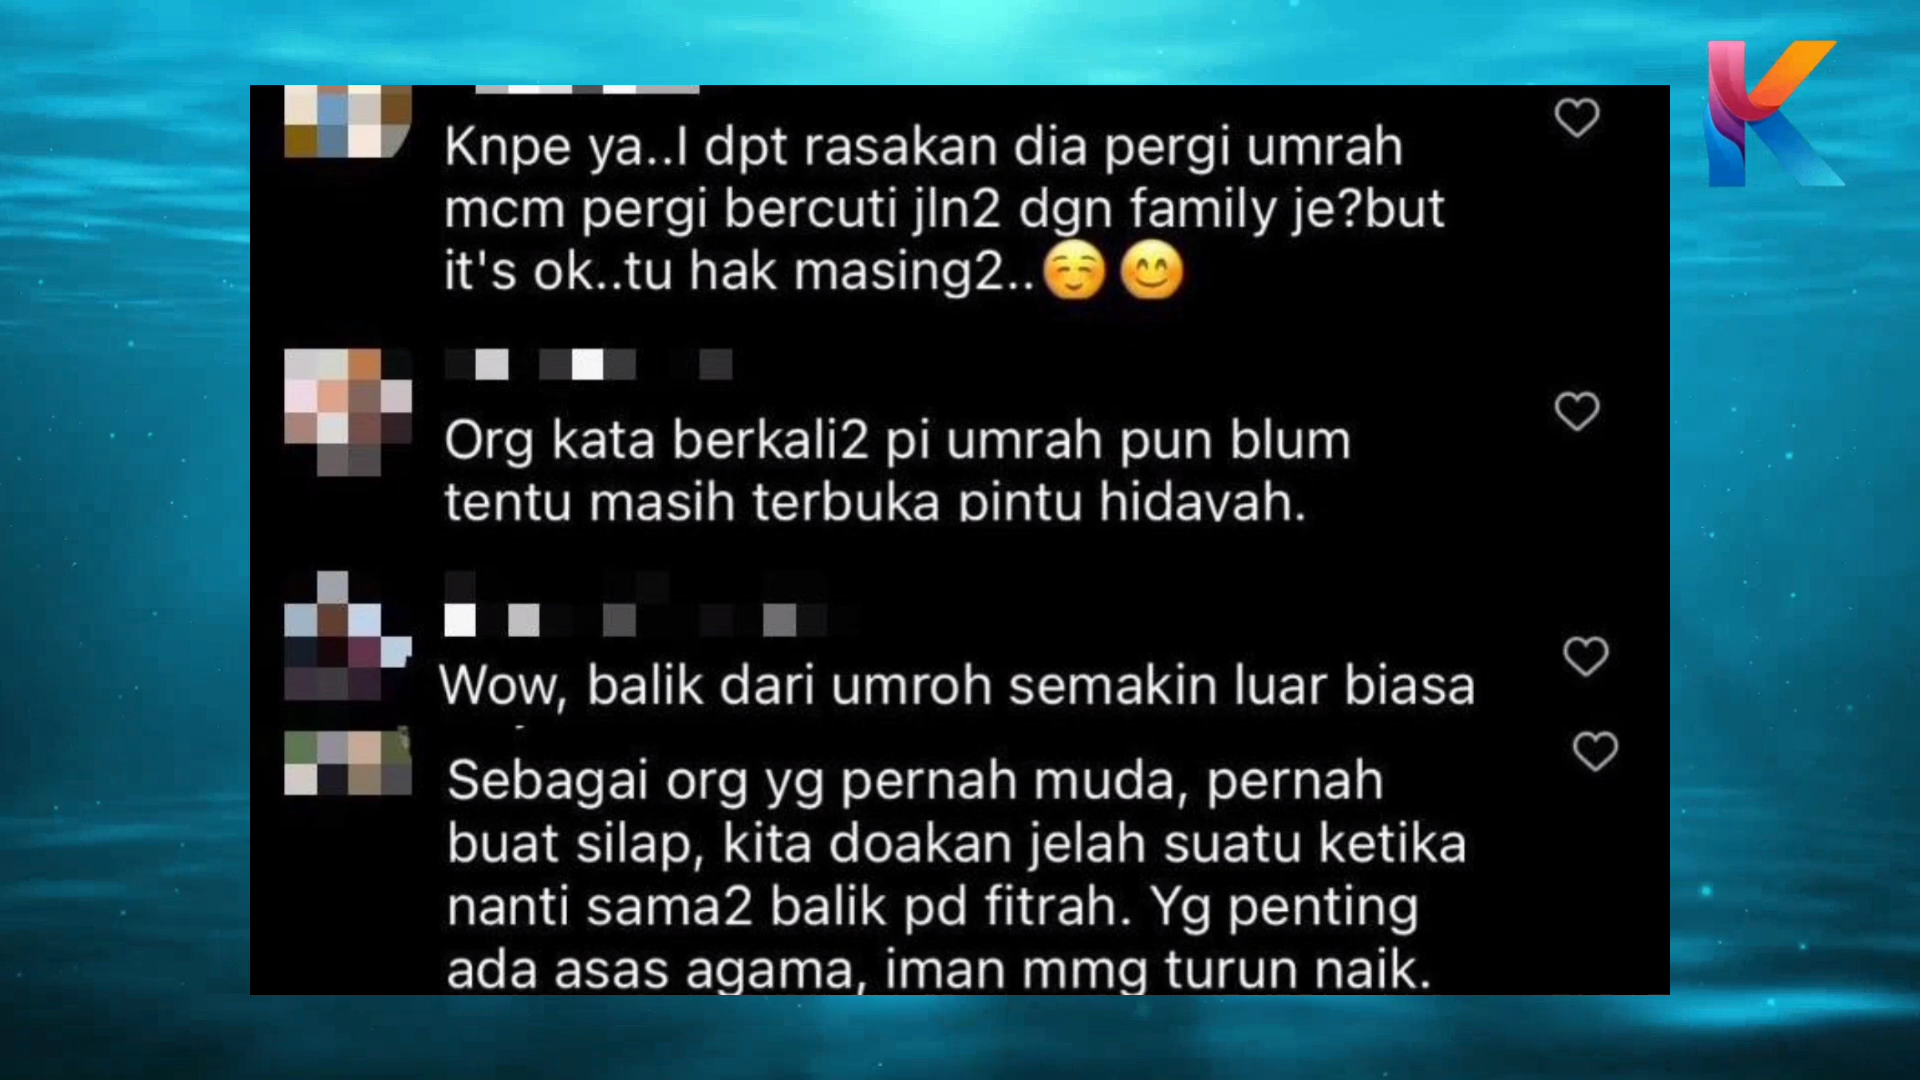 Knpe ya..I dpt rasakan dia pergi umrah
mcm pergi bercuti jln2 dgn family je?but
it's ok..tu hak masing2..☺️😊
Org kata berkali2 pi umrah pun blum
tentu masih terbuka pintu hidayah.
Wow, balik dari umroh semakin luar biasa
Sebagai org yg pernah muda, pernah
buat silap, kita doakan jelah suatu ketika
nanti sama2 balik pd fitrah. Yg penting
ada asas agama, iman mmg turun naik.